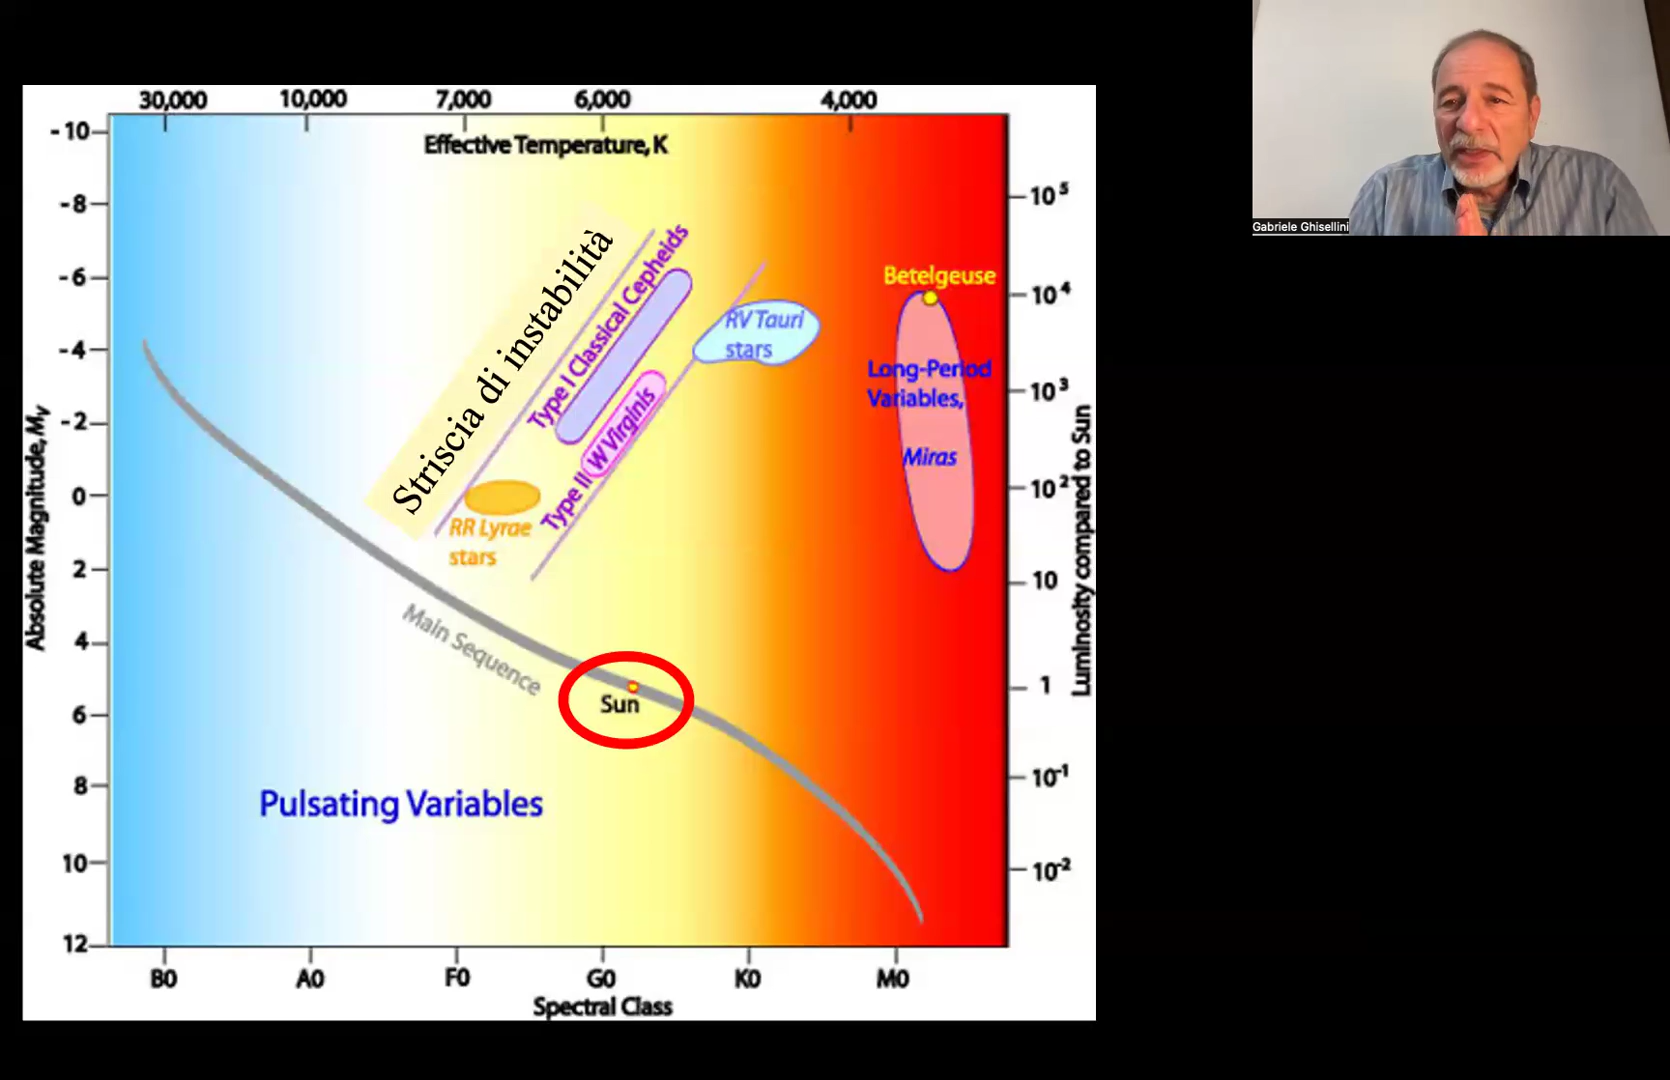 30,000 10,000 7,000 6,000 4,000
Effective Temperature, K
Gabriele Ghisellini
-10
-8
-6
-4
-2
0
2
4
6
8
10
12
Absolute Magnitude, Mv
Striscia di instabilità
Type I Classical Cepheids
Type II W Virginis
RV Tauri
stars
RR Lyrae
stars
Betelgeuse
Long-Period
Variables,
Miras
Main Sequence
Sun
Pulsating Variables
10⁵
10⁴
10³
10²
10
1
10⁻¹
10⁻²
Luminosity compared to Sun
B0 A0 F0 G0 K0 M0
Spectral Class